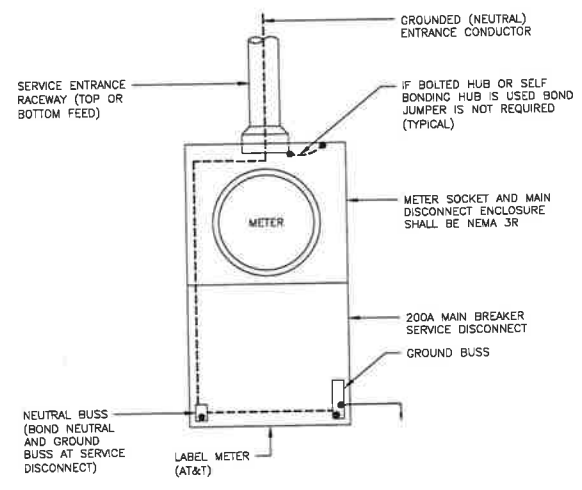 GROUNDED (NEUTRAL)
ENTRANCE CONDUCTOR
SERVICE ENTRANCE
RACEWAY (TOP OR
BOTTOM FEED)
IF BOLTED HUB OR SELF
BONDING HUB IS USED BOND
JUMPER IS NOT REQUIRED
(TYPICAL)
METER SOCKET AND MAIN
DISCONNECT ENCLOSURE
SHALL BE NEMA 3R
METER
200A MAIN BREAKER
SERVICE DISCONNECT
GROUND BUSS
NEUTRAL BUSS
(BOND NEUTRAL
AND GROUND
BUSS AT SERVICE
DISCONNECT)
LABEL METER
(AT&T)